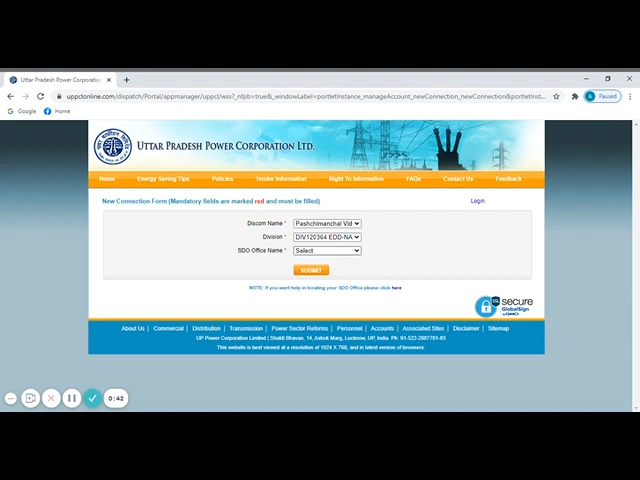 Uttar Pradesh Power Corporation
uppclonline.com/dispatch/Portal/appmanager/uppcl/wss?_nfpb=true&_windowLabel=portletInstance_manageAccount_newConnection_newConnection&portletInst...
A Paused
Google Home
UTTAR PRADESH POWER CORPORATION LTD.
Home Energy Saving Tips Policies Tender Information Right To Information FAQs Contact Us Feedback
New Connection Form (Mandatory fields are marked red and must be filled) Login
Discom Name * Pashchimanchal Vid
Division * DIV120364 EDD-NA
SDO Office Name * Select
SUBMIT
NOTE: If you want help in locating your SDO Office please click here
SSL secure
GlobalSign
About Us | Commercial | Distribution | Transmission | Power Sector Reforms | Personnel | Accounts | Associated Sites | Disclaimer | Sitemap
UP Power Corporation Limited | Shakti Bhavan, 14, Ashok Marg, Lucknow, UP, India. Ph: 91-522-2887701-03
This website is best viewed at a resolution of 1024 X 768, and in latest version of browsers.
0:42